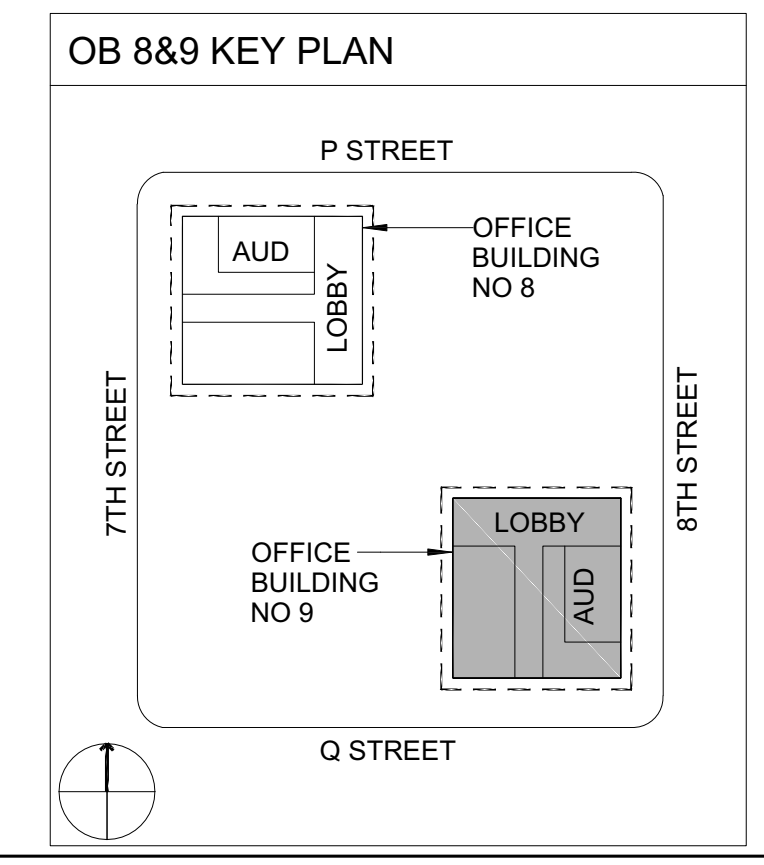 OB 8&9 KEY PLAN
P STREET
AUD
LOBBY
OFFICE
BUILDING
NO 8
7TH STREET
8TH STREET
LOBBY
AUD
OFFICE
BUILDING
NO 9
Q STREET